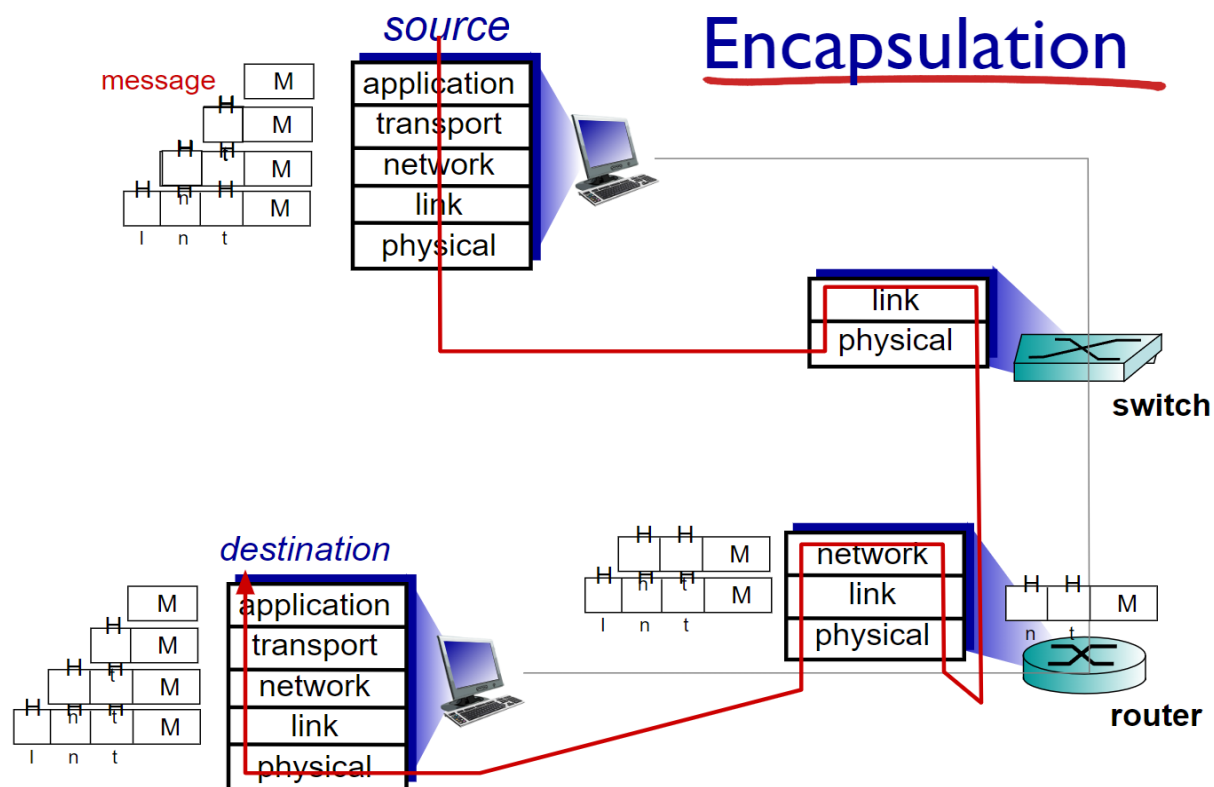 source
Encapsulation
message
M
application
H
M
transport
H H
t
M
network
H H H
n
M
link
l n t
physical
link
physical
switch
destination
H H
M
network
H H H
n t
M
link
H H
M
l n t
physical
n t
router
M
application
H
M
transport
H H
t
M
network
H H H
n t
M
link
l n t
physical